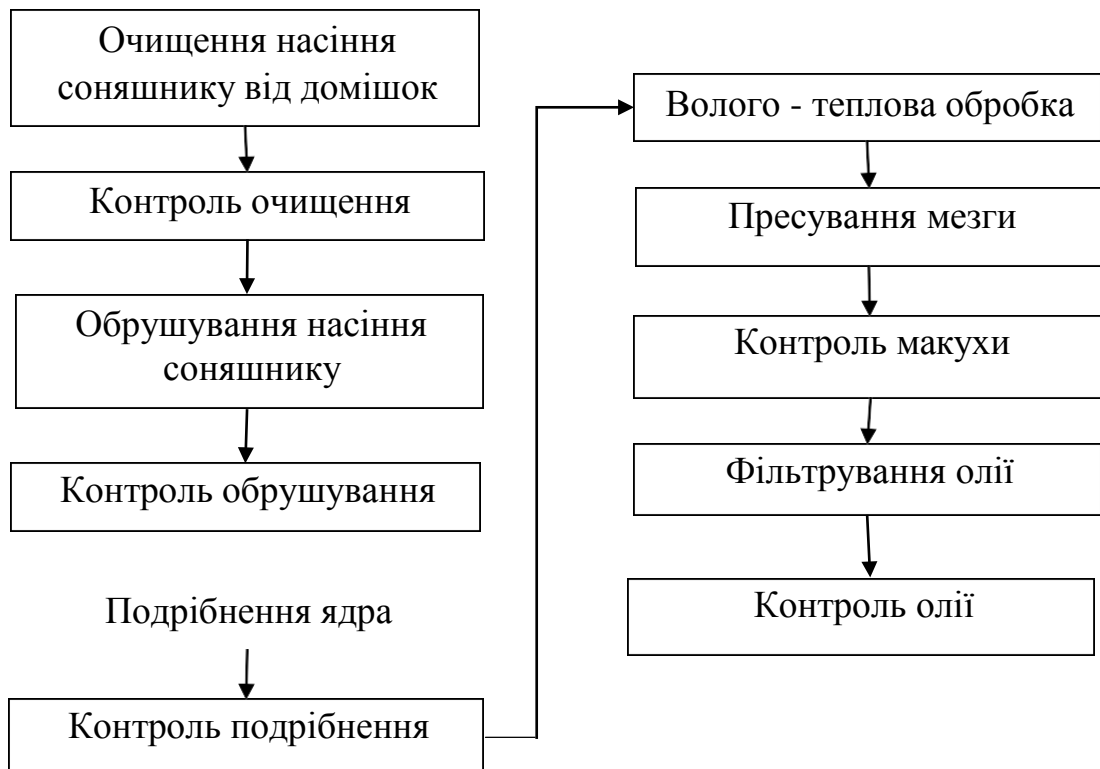 Очищення насіння
соняшнику від домішок
Контроль очищення
Обрушування насіння
соняшнику
Контроль обрушування
Подрібнення ядра
Контроль подрібнення
Волого - теплова обробка
Пресування мезги
Контроль макухи
Фільтрування олії
Контроль олії